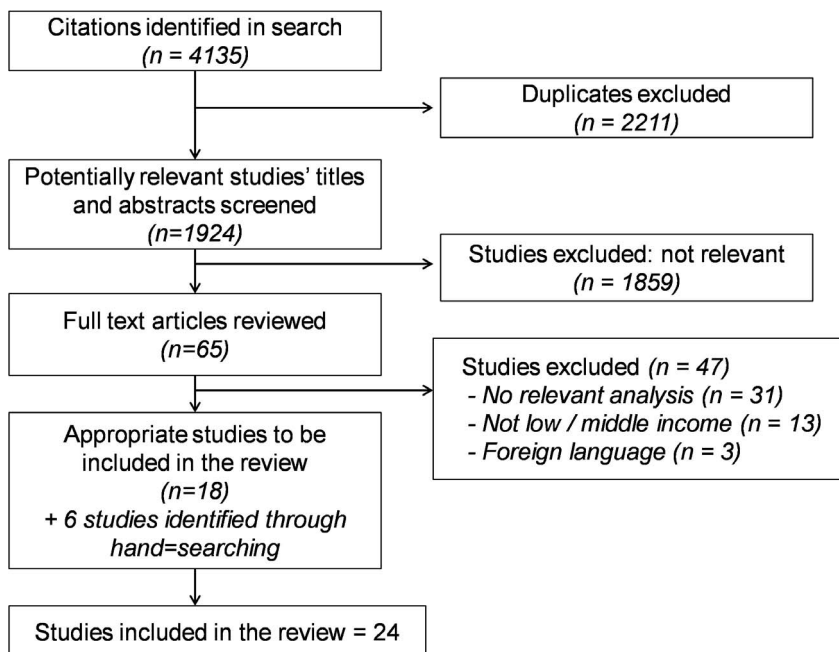 Citations identified in search
(n = 4135)
Duplicates excluded
(n = 2211)
Potentially relevant studies’ titles
and abstracts screened
(n=1924)
Studies excluded: not relevant
(n = 1859)
Full text articles reviewed
(n=65)
Studies excluded (n = 47)
- No relevant analysis (n = 31)
- Not low / middle income (n = 13)
- Foreign language (n = 3)
Appropriate studies to be
included in the review
(n=18)
+ 6 studies identified through
hand=searching
Studies included in the review = 24